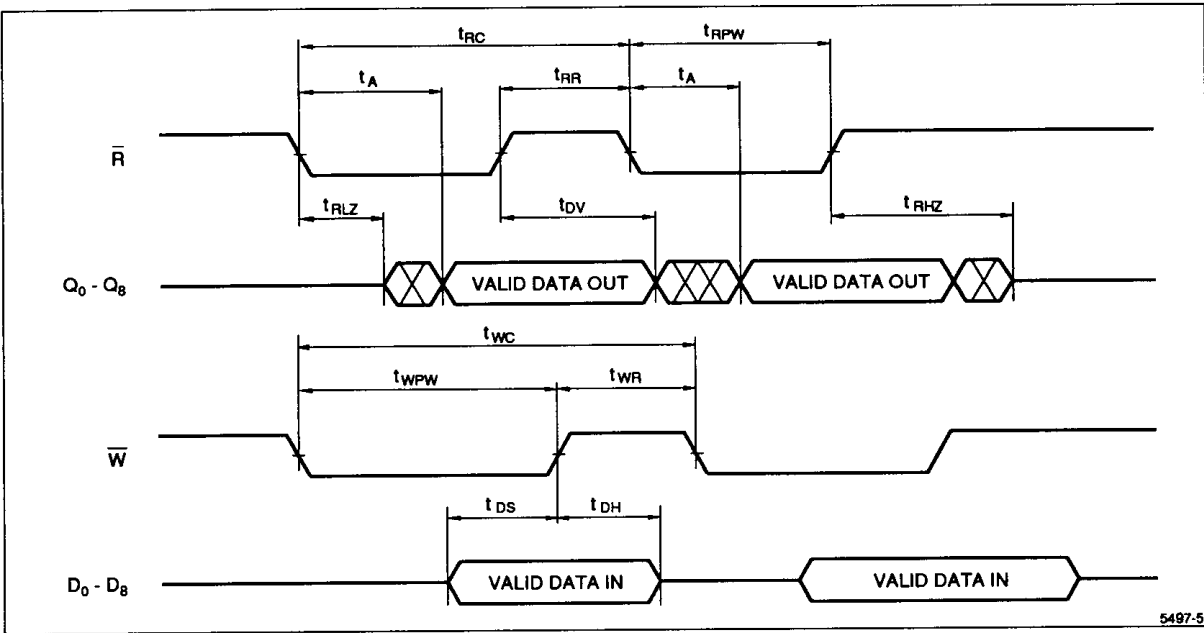 tRC
tRPW
tA
tRR
tA
R̅
tRLZ
tDV
tRHZ
Q0 - Q8
VALID DATA OUT
VALID DATA OUT
tWC
tWPW
tWR
W̅
tDS
tDH
D0 - D8
VALID DATA IN
VALID DATA IN
5497-5